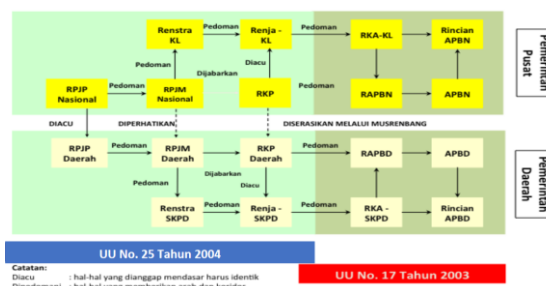 Pedoman
Pedoman
Renstra
KL
Renja -
KL
RKA-KL
Rincian
APBN
Pedoman
Diacu
Dijabarkan
RPJP
Nasional
Pedoman
RPJM
Nasional
RKP
Pedoman
RAPBN
APBN
Pemerintah
Pusat
DIACU
DIPERHATIKAN
DISERASIKAN MELALUI MUSRENBANG
RPJP
Daerah
Pedoman
RPJM
Daerah
Pedoman
RKP
Daerah
Pedoman
RAPBD
APBD
Dijabarkan
Pedoman
Diacu
Renstra
SKPD
Pedoman
Renja -
SKPD
Pedoman
RKA -
SKPD
Rincian
APBD
Pemerintah
Daerah
UU No. 25 Tahun 2004
UU No. 17 Tahun 2003
Catatan:
Diacu : hal-hal yang dianggap mendasar harus identik